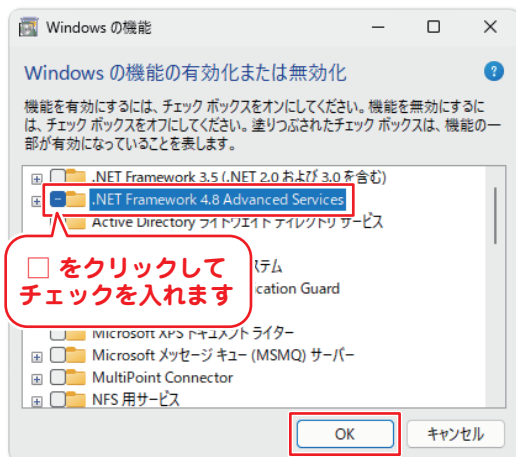 Windows の機能
Windows の機能の有効化または無効化
機能を有効にするには、チェック ボックスをオンにしてください。機能を無効にするに
は、チェック ボックスをオフにしてください。塗りつぶされたチェック ボックスは、機能の一
部が有効になっていることを表します。
.NET Framework 3.5 (.NET 2.0 および 3.0 を含む)
.NET Framework 4.8 Advanced Services
Active Directory ライトウェイト ディレクトリ サービス
□ をクリックして
チェックを入れます
ステム
ication Guard
Microsoft XPS ドキュメント ライター
Microsoft メッセージ キュー (MSMQ) サーバー
MultiPoint Connector
NFS 用サービス
OK
キャンセル